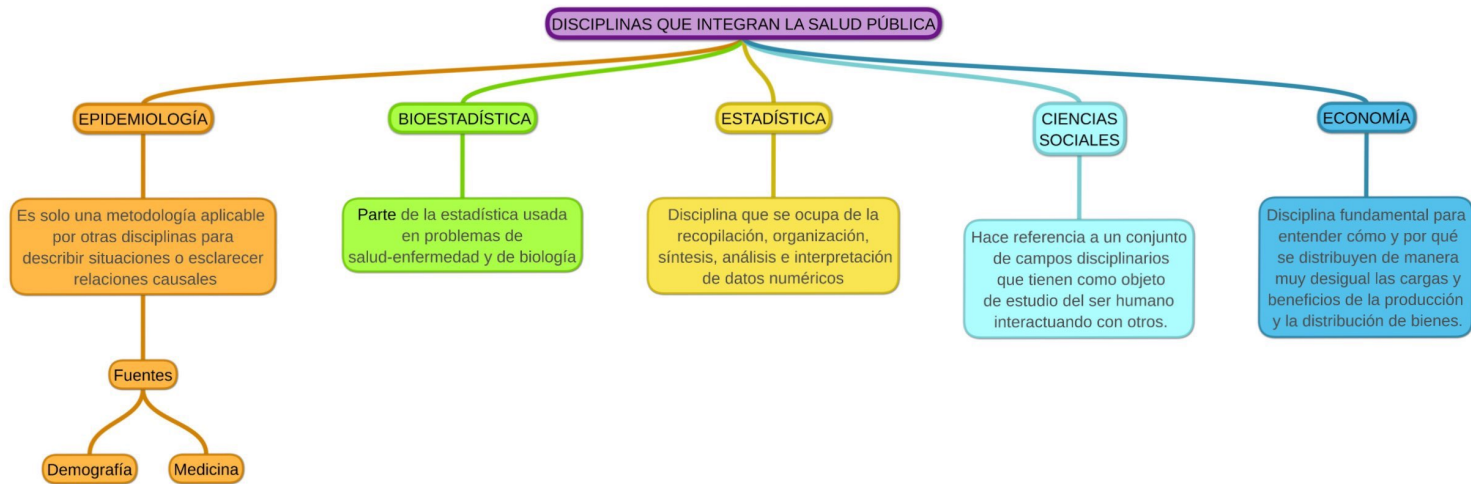 DISCIPLINAS QUE INTEGRAN LA SALUD PÚBLICA
EPIDEMIOLOGÍA
Es solo una metodología aplicable
por otras disciplinas para
describir situaciones o esclarecer
relaciones causales
Fuentes
Demografía
Medicina
BIOESTADÍSTICA
Parte de la estadística usada
en problemas de
salud-enfermedad y de biología
ESTADÍSTICA
Disciplina que se ocupa de la
recopilación, organización,
síntesis, análisis e interpretación
de datos numéricos
CIENCIAS
SOCIALES
Hace referencia a un conjunto
de campos disciplinarios
que tienen como objeto
de estudio del ser humano
interactuando con otros.
ECONOMÍA
Disciplina fundamental para
entender cómo y por qué
se distribuyen de manera
muy desigual las cargas y
beneficios de la producción
y la distribución de bienes.